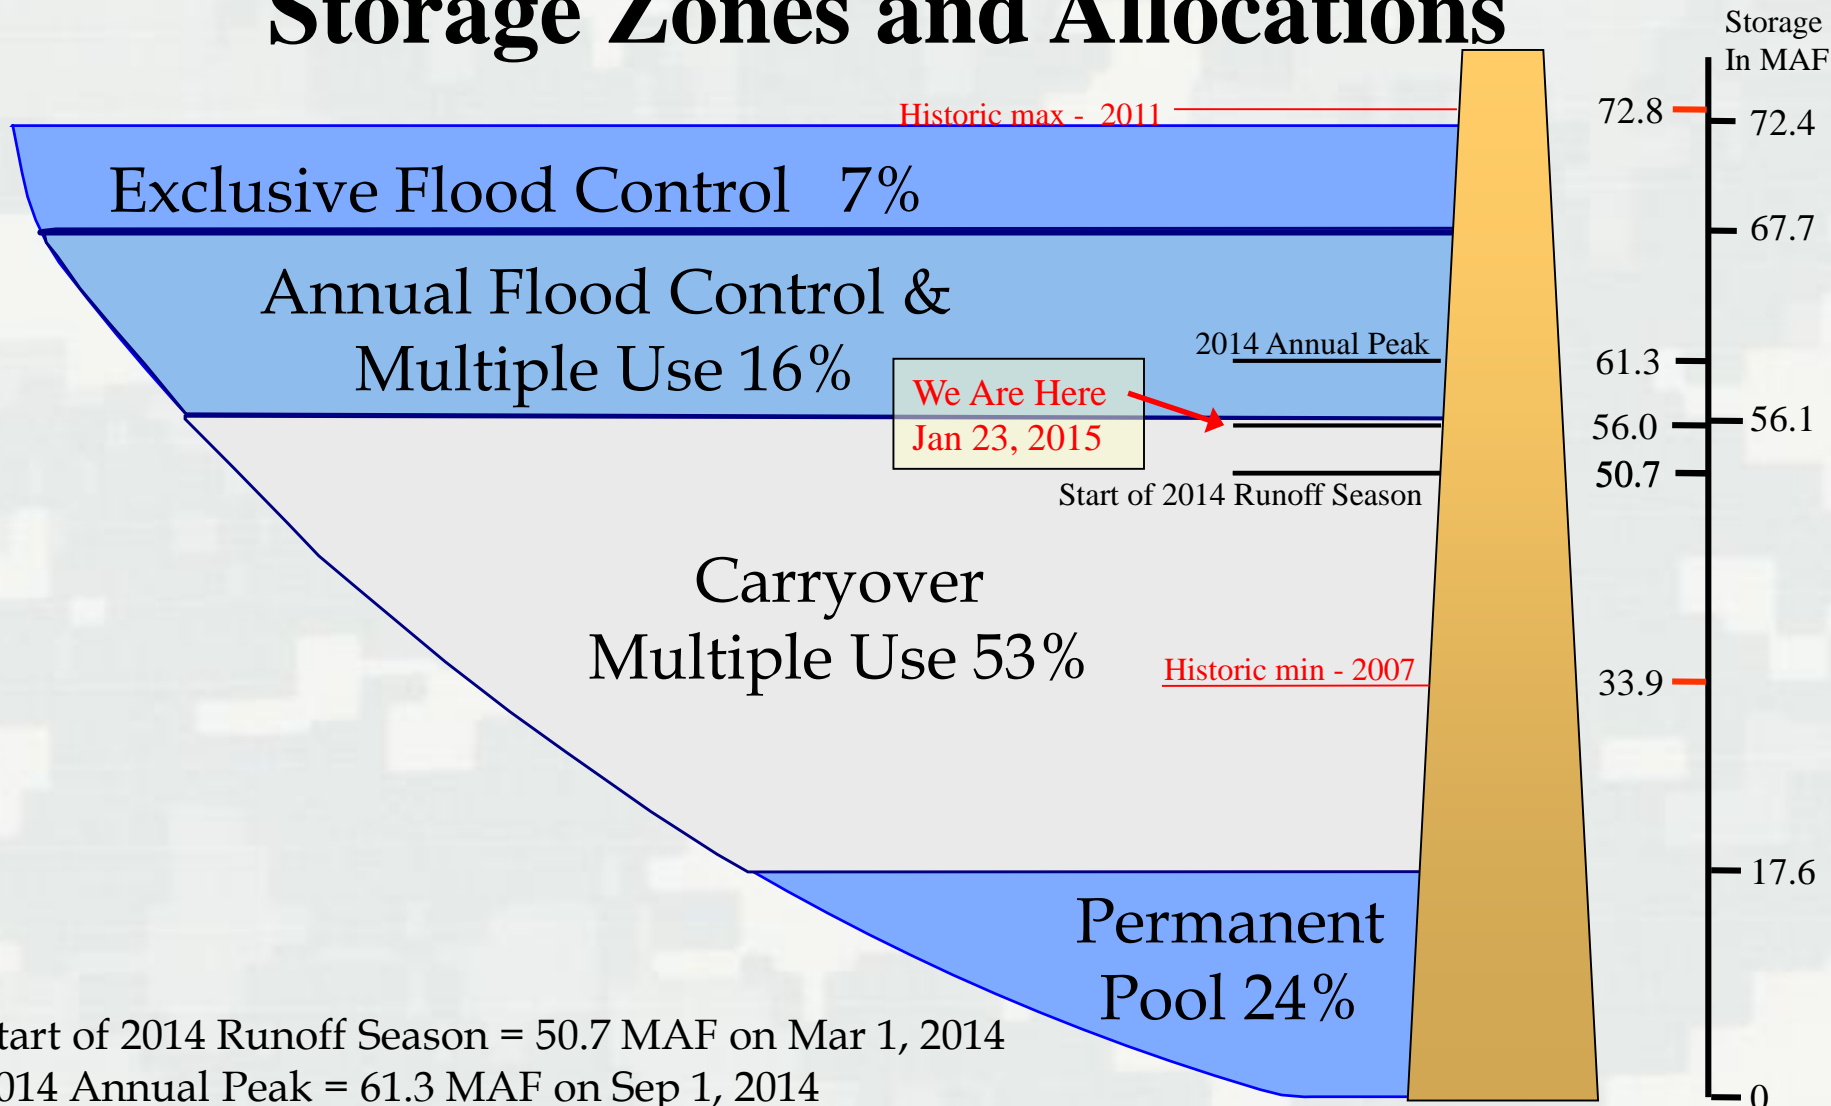 Storage Zones and Allocations
Storage
In MAF
Historic max - 2011
72.8
72.4
Exclusive Flood Control 7%
67.7
Annual Flood Control &
Multiple Use 16%
2014 Annual Peak
61.3
We Are Here
Jan 23, 2015
56.0
56.1
50.7
Start of 2014 Runoff Season
Carryover
Multiple Use 53%
Historic min - 2007
33.9
17.6
Permanent
Pool 24%
tart of 2014 Runoff Season = 50.7 MAF on Mar 1, 2014
014 Annual Peak = 61.3 MAF on Sep 1, 2014
0